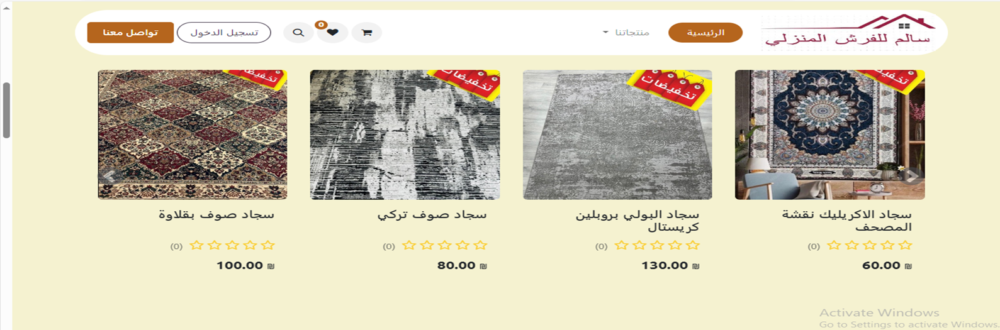 سالم للفرش المنزلي
الرئيسية
منتجاتنا
0
تسجيل الدخول
تواصل معنا
تخفيضات
تخفيضات
تخفيضات
تخفيضات
سجاد الاكريليك نقشة
المصحف
(0)
60.00 ₪
سجاد البولي بروبلين
كريستال
(0)
130.00 ₪
سجاد صوف تركي
(0)
80.00 ₪
سجاد صوف بقلاوة
(0)
100.00 ₪
Activate Windows
Go to Settings to activate Windows.